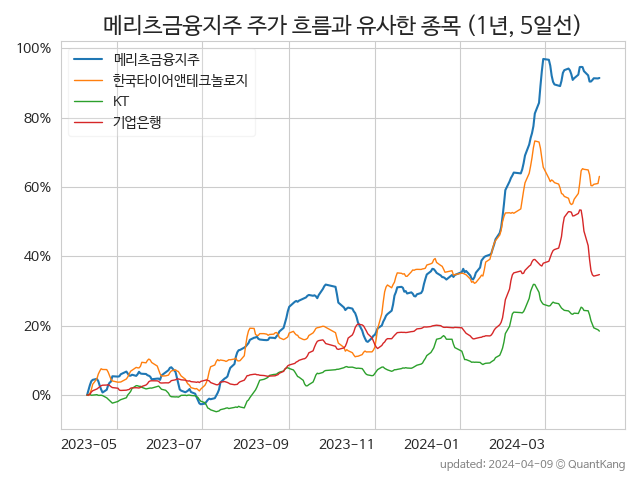 메리츠금융지주 주가 흐름과 유사한 종목 (1년, 5일선)
메리츠금융지주
한국타이어앤테크놀로지
KT
기업은행
100%
80%
60%
40%
20%
0%
2023-05 2023-07 2023-09 2023-11 2024-01 2024-03
updated: 2024-04-09 © QuantKang